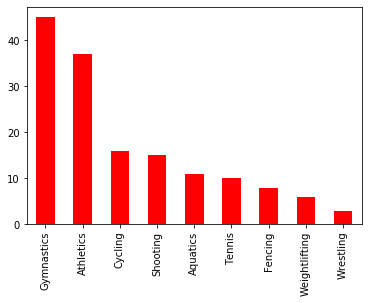 40
30
20
10
0
Gymnastics
Athletics
Cycling
Shooting
Aquatics
Tennis
Fencing
Weightlifting
Wrestling